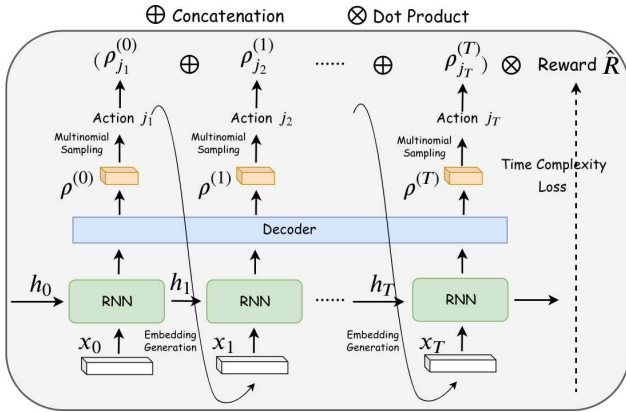 ⊕ Concatenation ⊗ Dot Product
( ρ_{j_1}^{(0)} ⊕ ρ_{j_2}^{(1)} ...... ⊕ ρ_{j_T}^{(T)} ) ⊗ Reward R̂
Action j_1 Action j_2 Action j_T
Multinomial Sampling
Multinomial Sampling
Multinomial Sampling
Time Complexity Loss
ρ^{(0)} ρ^{(1)} ρ^{(T)}
Decoder
h_0 RNN h_1 RNN ...... h_T RNN
Embedding Generation
Embedding Generation
x_0 x_1 x_T